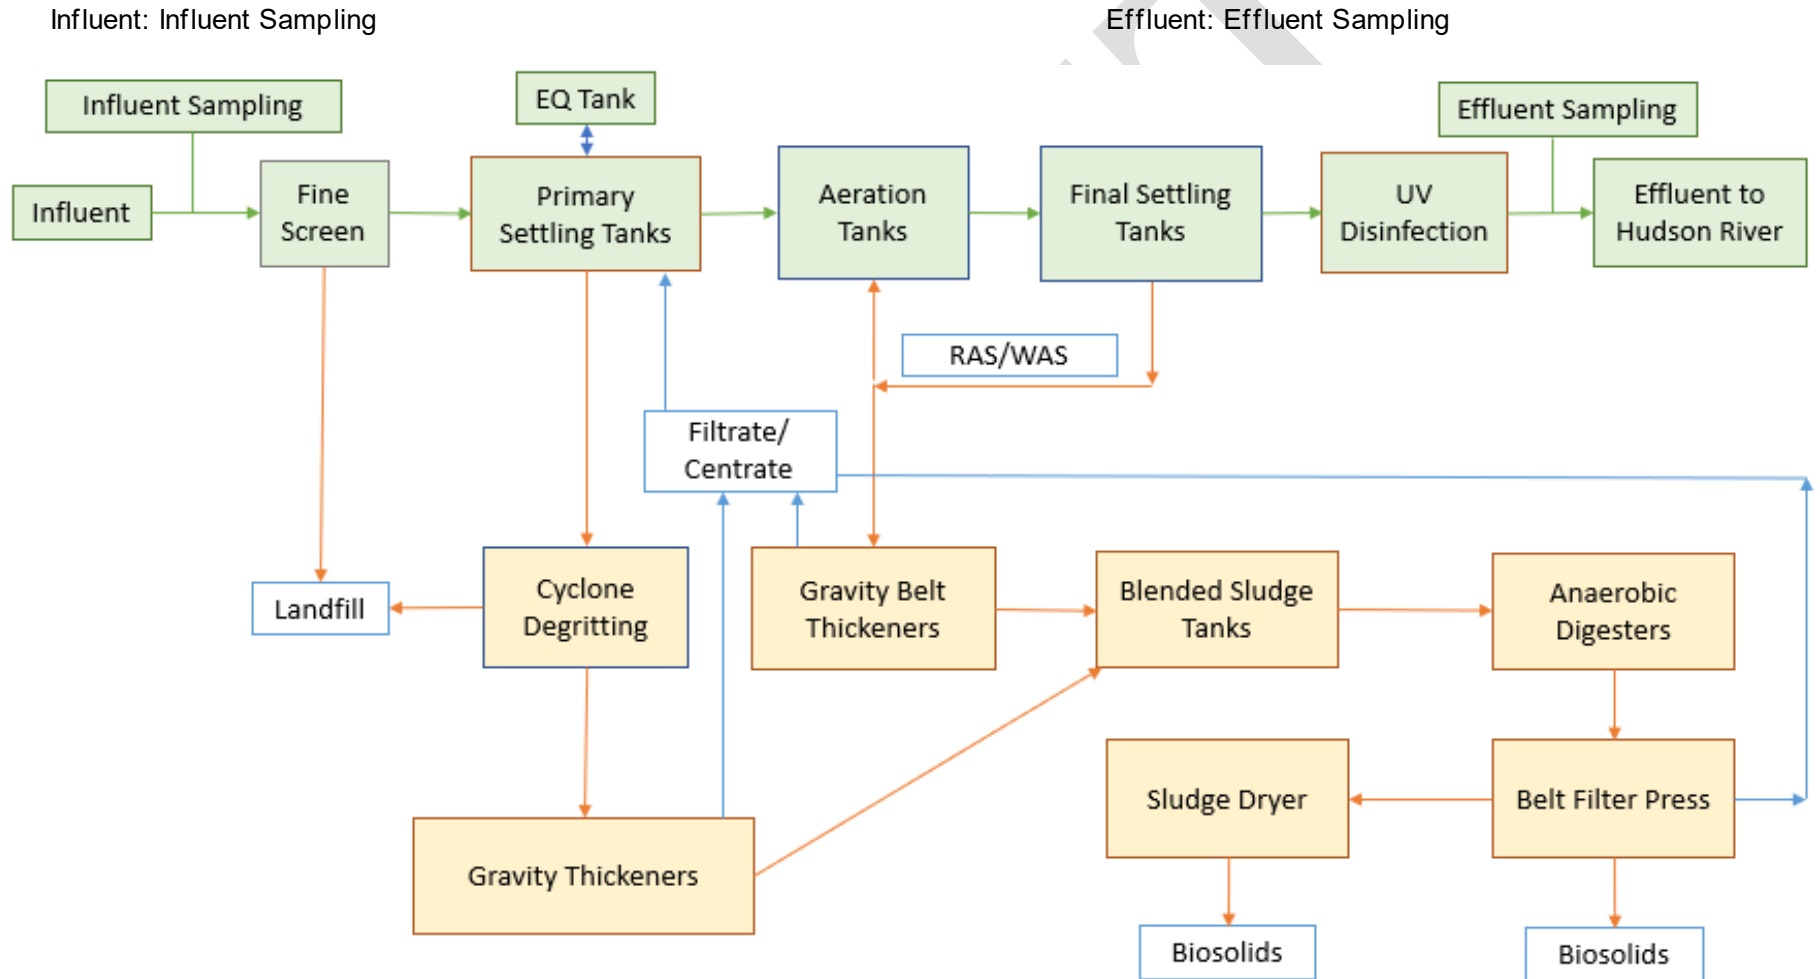 Influent: Influent Sampling
Effluent: Effluent Sampling
Influent Sampling
EQ Tank
Effluent Sampling
Influent
Fine
Screen
Primary
Settling Tanks
Aeration
Tanks
Final Settling
Tanks
UV
Disinfection
Effluent to
Hudson River
RAS/WAS
Filtrate/
Centrate
Landfill
Cyclone
Degritting
Gravity Belt
Thickeners
Blended Sludge
Tanks
Anaerobic
Digesters
Gravity Thickeners
Sludge Dryer
Belt Filter Press
Biosolids
Biosolids